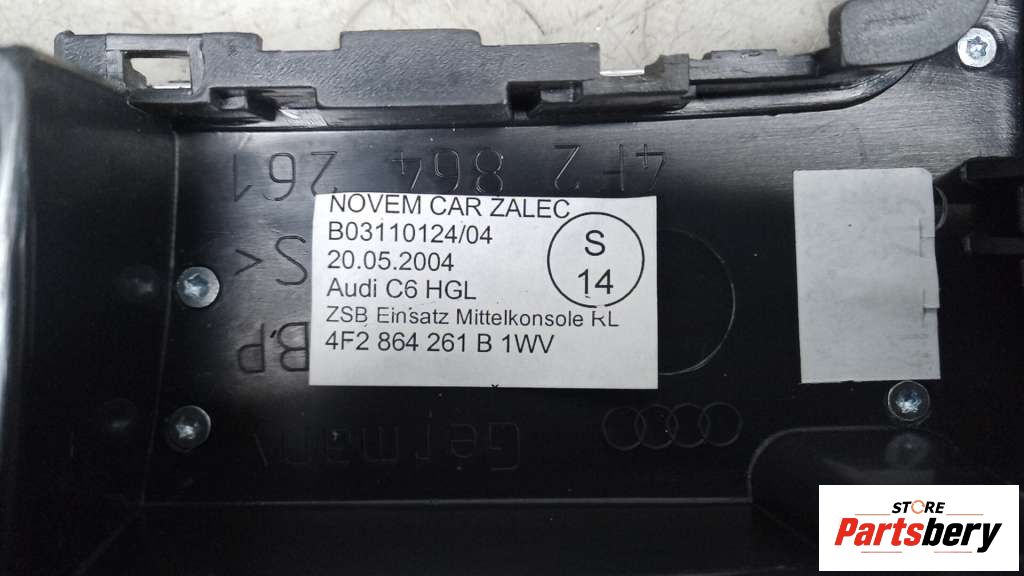 4F2 864 261
NOVEM CAR ZALEC
B03110124/04
20.05.2004
Audi C6 HGL
ZSB Einsatz Mittelkonsole RL
4F2 864 261 B 1WV
S
14
S<
B.P
Germany
STORE
Partsbery